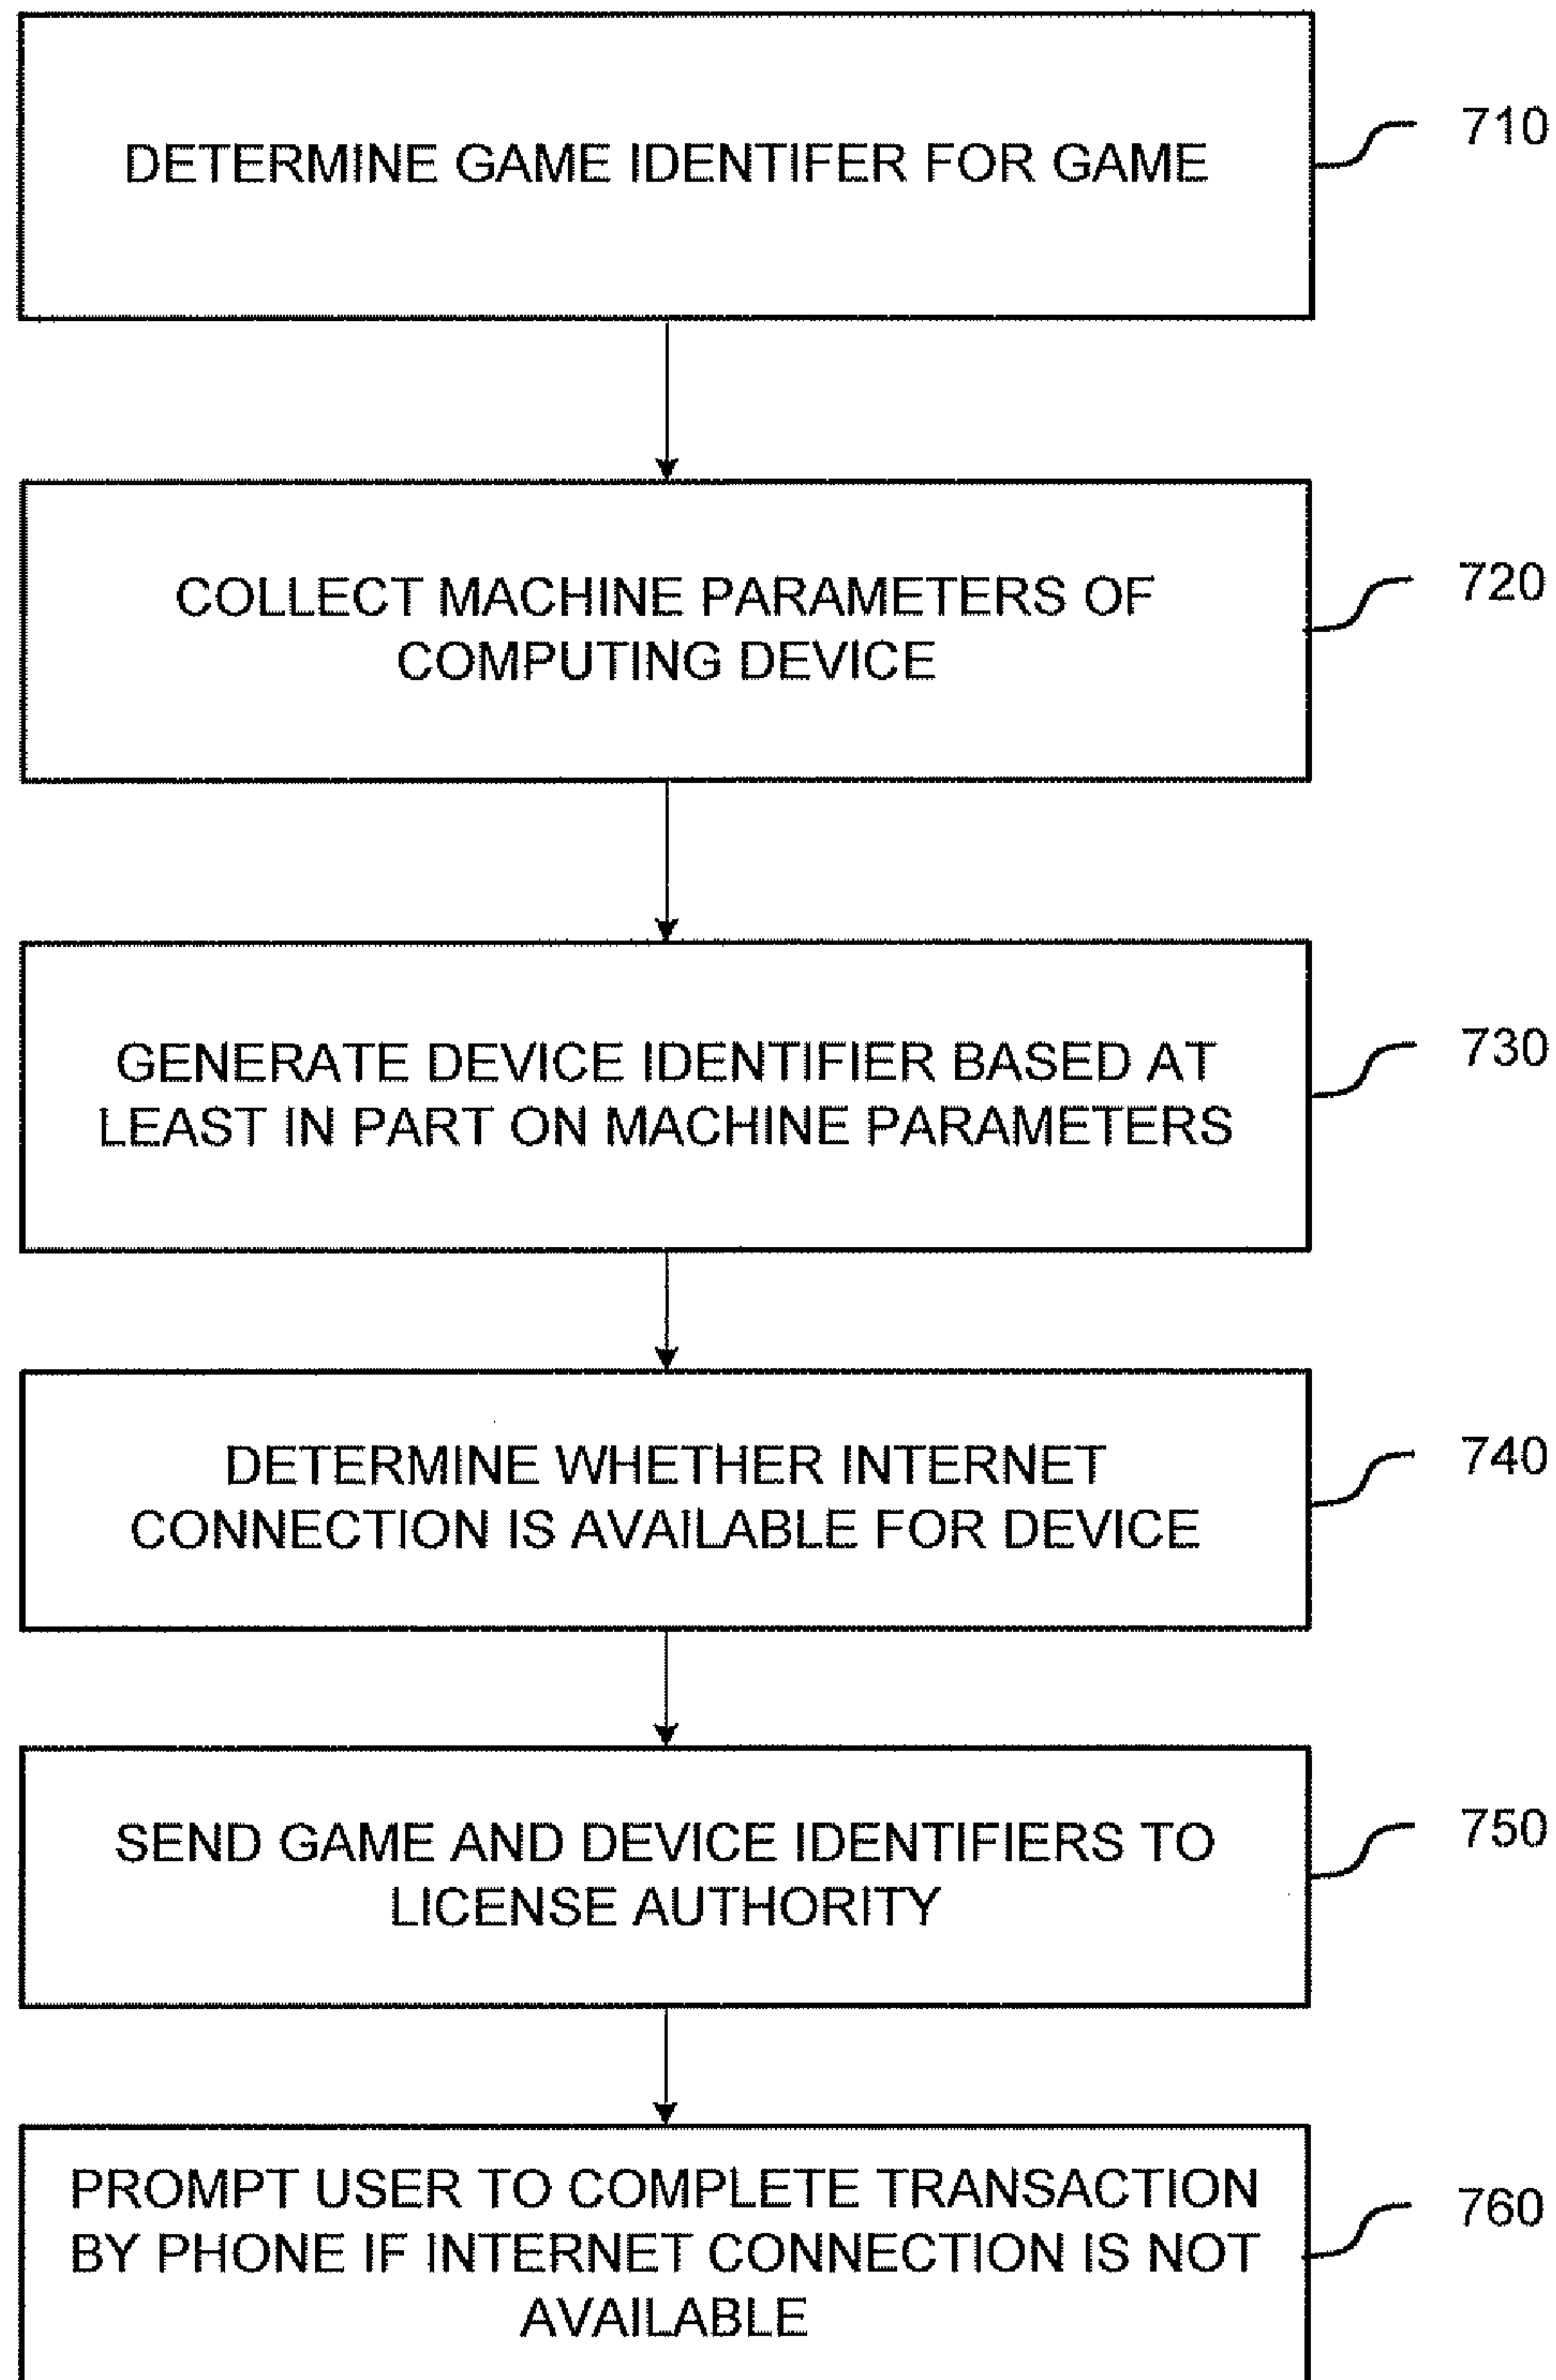 DETERMINE GAME IDENTIFER FOR GAME
710
COLLECT MACHINE PARAMETERS OF
COMPUTING DEVICE
720
GENERATE DEVICE IDENTIFIER BASED AT
LEAST IN PART ON MACHINE PARAMETERS
730
DETERMINE WHETHER INTERNET
CONNECTION IS AVAILABLE FOR DEVICE
740
SEND GAME AND DEVICE IDENTIFIERS TO
LICENSE AUTHORITY
750
PROMPT USER TO COMPLETE TRANSACTION
BY PHONE IF INTERNET CONNECTION IS NOT
AVAILABLE
760